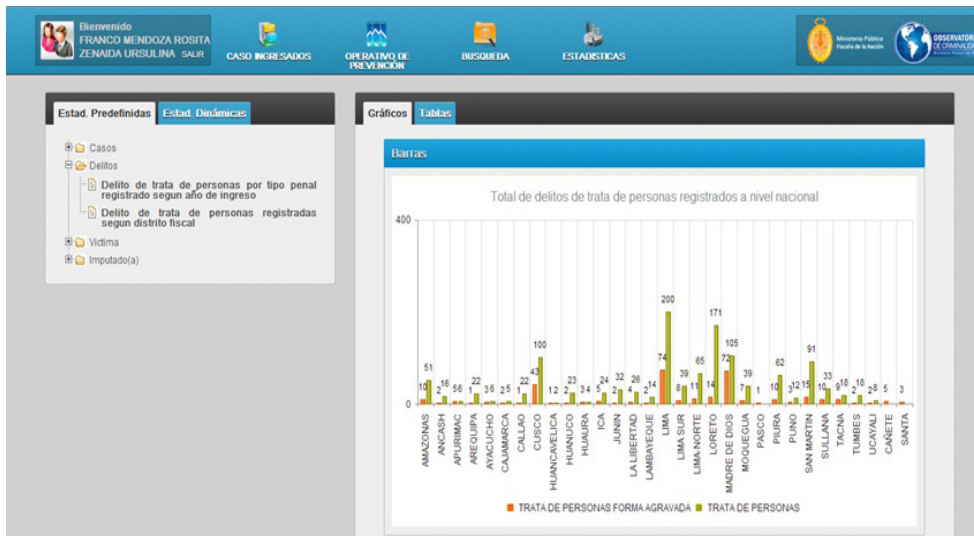 Bienvenido
FRANCO MENDOZA ROSITA
ZENAIDA URSULINA SALIR
CASO INGRESADOS
OPERATIVO DE
PREVENCIÓN
BUSQUEDA
ESTADISTICAS
Ministerio Público
Fiscalía de la Nación
OBSERVATOR
DE CRIMINALIDA
Estad. Predefinidas
Estad. Dinámicas
Casos
Delitos
Delito de trata de personas por tipo penal
registrado segun año de ingreso
Delito de trata de personas registradas
segun distrito fiscal
Victima
Imputado(a)
Gráficos
Tablas
Barras
Total de delitos de trata de personas registrados a nivel nacional
400
0
10 51
2 16
5 6
1 22
3 6
2 5
1 22
43 100
1 2
2 23
3 4
5 24
2 32
4 26
2 14
74 200
8 39
11 65
14 171
72 105
7 39
1
10 62
3 12
15 91
10 33
9 18
2 18
2 8
5
3
AMAZONAS
ANCASH
APURIMAC
AREQUIPA
AYACUCHO
CAJAMARCA
CALLAO
CUSCO
HUANCAVELICA
HUANUCO
HUAURA
ICA
JUNIN
LA LIBERTAD
LAMBAYEQUE
LIMA
LIMA SUR
LIMA-NORTE
LORETO
MADRE DE DIOS
MOQUEGUA
PASCO
PIURA
PUNO
SAN MARTIN
SULLANA
TACNA
TUMBES
UCAYALI
CAÑETE
SANTA
TRATA DE PERSONAS FORMA AGRAVADA
TRATA DE PERSONAS